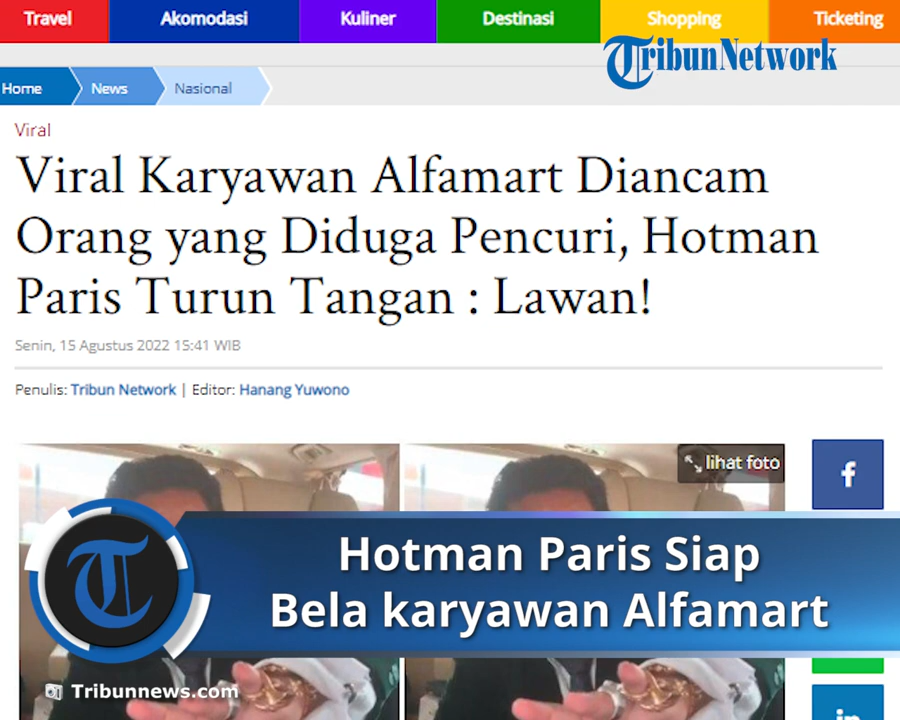 Travel Akomodasi Kuliner Destinasi Shopping Ticketing
TribunNetwork
Home News Nasional
Viral
Viral Karyawan Alfamart Diancam
Orang yang Diduga Pencuri, Hotman
Paris Turun Tangan : Lawan!
Senin, 15 Agustus 2022 15:41 WIB
Penulis: Tribun Network | Editor: Hanang Yuwono
lihat foto
f
Hotman Paris Siap
Bela karyawan Alfamart
T
Tribunnews.com
in